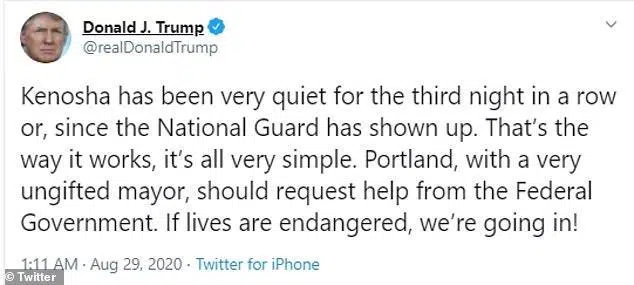 Donald J. Trump
@realDonaldTrump
Kenosha has been very quiet for the third night in a row
or, since the National Guard has shown up. That's the
way it works, it's all very simple. Portland, with a very
ungifted mayor, should request help from the Federal
Government. If lives are endangered, we're going in!
1:11 AM · Aug 29, 2020 · Twitter for iPhone
© Twitter